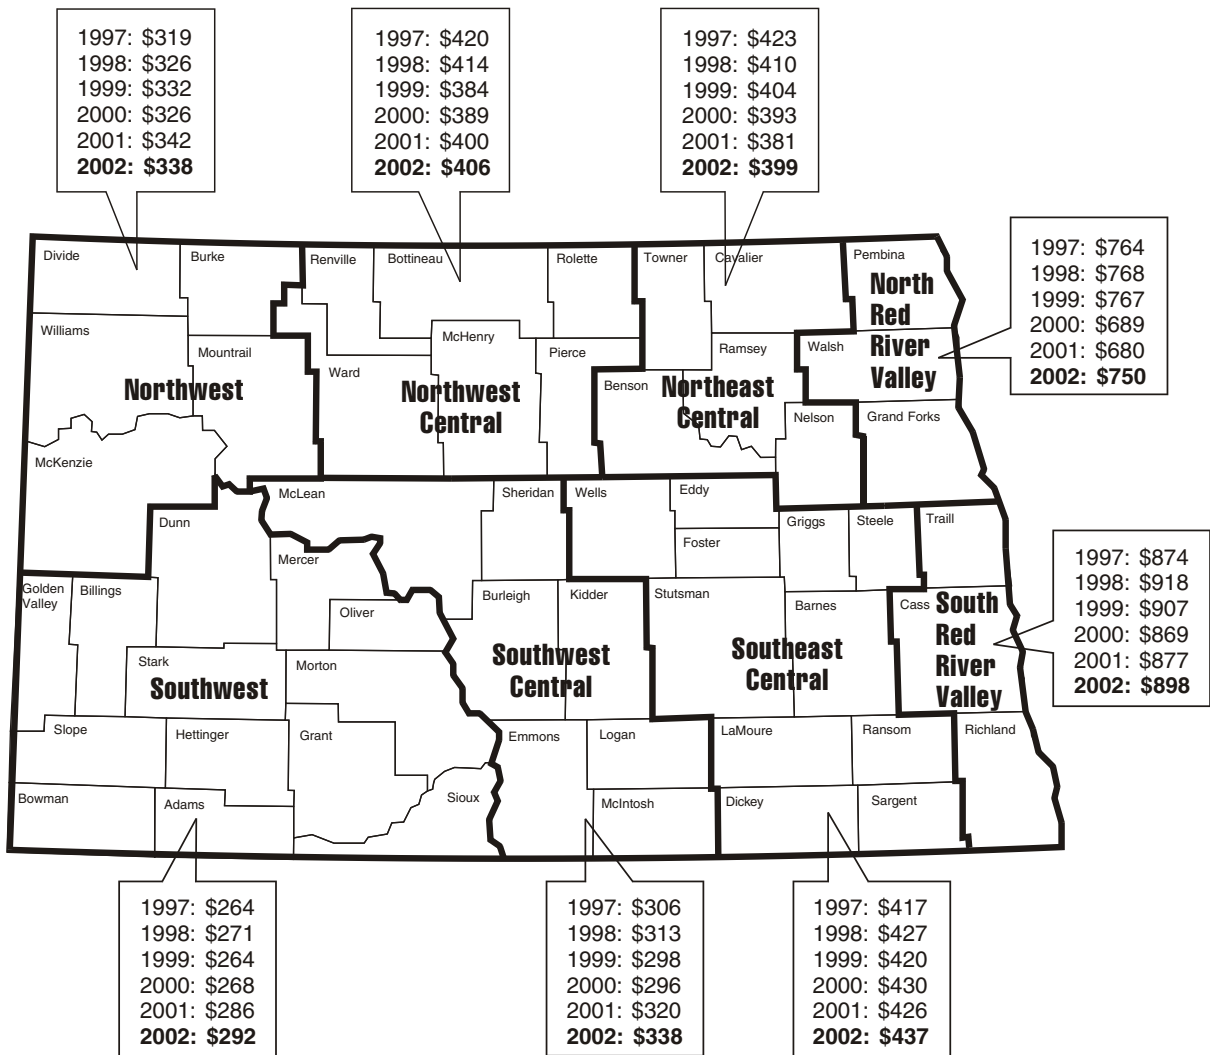 1997: $319
1998: $326
1999: $332
2000: $326
2001: $342
2002: $338
1997: $420
1998: $414
1999: $384
2000: $389
2001: $400
2002: $406
1997: $423
1998: $410
1999: $404
2000: $393
2001: $381
2002: $399
1997: $764
1998: $768
1999: $767
2000: $689
2001: $680
2002: $750
Divide
Burke
Renville
Bottineau
Rolette
Towner
Cavalier
Pembina
North
Red
River
Valley
Williams
Mountrail
McHenry
Pierce
Ward
Ramsey
Walsh
Benson
Northwest
Northwest
Central
Northeast
Central
Nelson
Grand Forks
McKenzie
McLean
Sheridan
Wells
Eddy
Dunn
Griggs
Steele
Traill
Foster
Mercer
Golden
Valley
Billings
Oliver
Burleigh
Kidder
Stutsman
Barnes
Cass
South
Red
River
Valley
1997: $874
1998: $918
1999: $907
2000: $869
2001: $877
2002: $898
Stark
Morton
Southwest
Southwest
Central
Southeast
Central
Slope
Hettinger
Grant
Emmons
Logan
LaMoure
Ransom
Richland
Bowman
Adams
Sioux
McIntosh
Dickey
Sargent
1997: $264
1998: $271
1999: $264
2000: $268
2001: $286
2002: $292
1997: $306
1998: $313
1999: $298
2000: $296
2001: $320
2002: $338
1997: $417
1998: $427
1999: $420
2000: $430
2001: $426
2002: $437